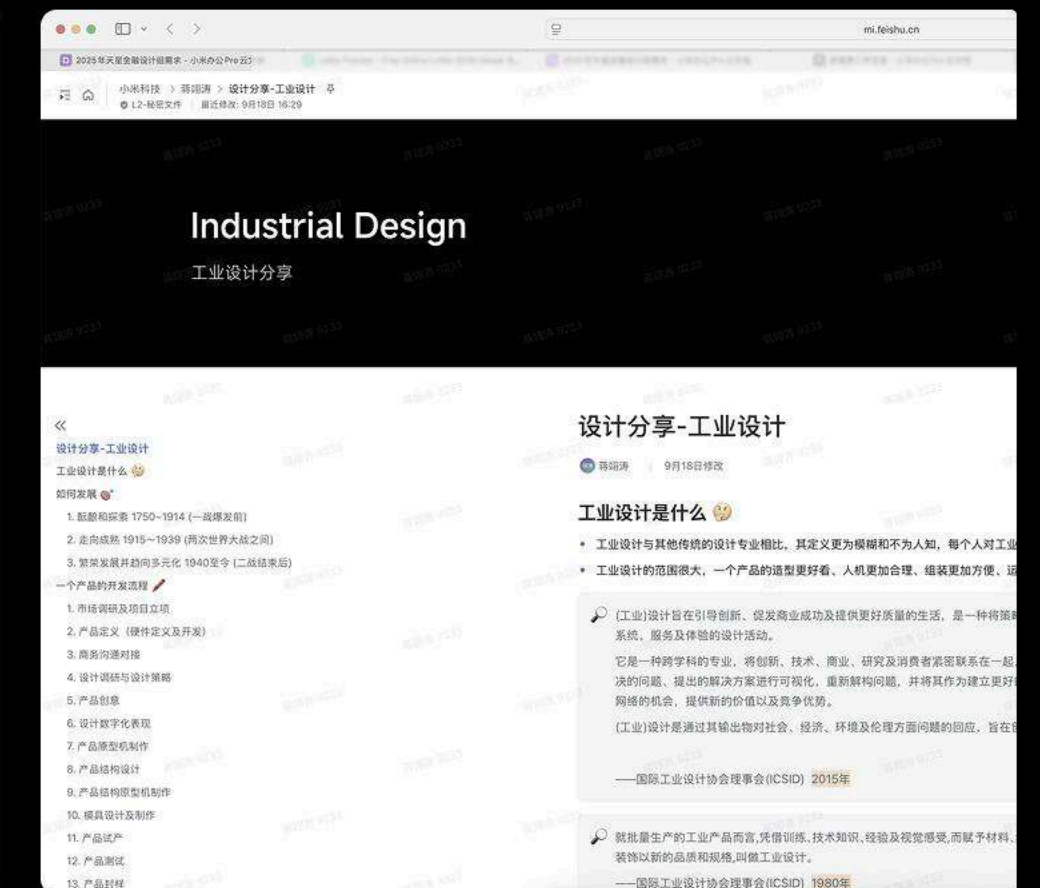 mi.feishu.cn
2025年天星金融设计组需求 - 小米办公Pro 云文
小米科技 > 蒋翊涛 > 设计分享-工业设计
L2-秘密文件 | 最近修改: 9月18日 16:29
Industrial Design
工业设计分享
设计分享-工业设计
工业设计是什么 🤔
如何发展 🎯
1. 酝酿和探索 1750~1914 (一战爆发前)
2. 走向成熟 1915～1939 (两次世界大战之间)
3. 繁荣发展并趋向多元化 1940至今 (二战结束后)
一个产品的开发流程 🖍️
1. 市场调研及项目立项
2. 产品定义（硬件定义及开发）
3. 商务沟通对接
4. 设计调研与设计策略
5. 产品创意
6. 设计数字化表现
7. 产品原型机制作
8. 产品结构设计
9. 产品结构原型机制作
10. 模具设计及制作
11. 产品试产
12. 产品测试
13. 产品封样
设计分享-工业设计
蒋翊涛 | 9月18日修改
工业设计是什么 🤔
• 工业设计与其他传统的设计专业相比，其定义更为模糊和不为人知，每个人对工业
• 工业设计的范围很大，一个产品的造型更好看、人机更加合理、组装更加方便、运
🔎 (工业)设计旨在引导创新、促发商业成功及提供更好质量的生活，是一种将策略
系统、服务及体验的设计活动。
它是一种跨学科的专业，将创新、技术、商业、研究及消费者紧密联系在一起，
决的问题、提出的解决方案进行可视化，重新解构问题，并将其作为建立更好的
网络的机会，提供新的价值以及竞争优势。
(工业)设计是通过其输出物对社会、经济、环境及伦理方面问题的回应，旨在创
——国际工业设计协会理事会(ICSID) 2015年
🔎 就批量生产的工业产品而言,凭借训练、技术知识、经验及视觉感受,而赋予材料、
装饰以新的品质和规格,叫做工业设计。
——国际工业设计协会理事会(ICSID) 1980年